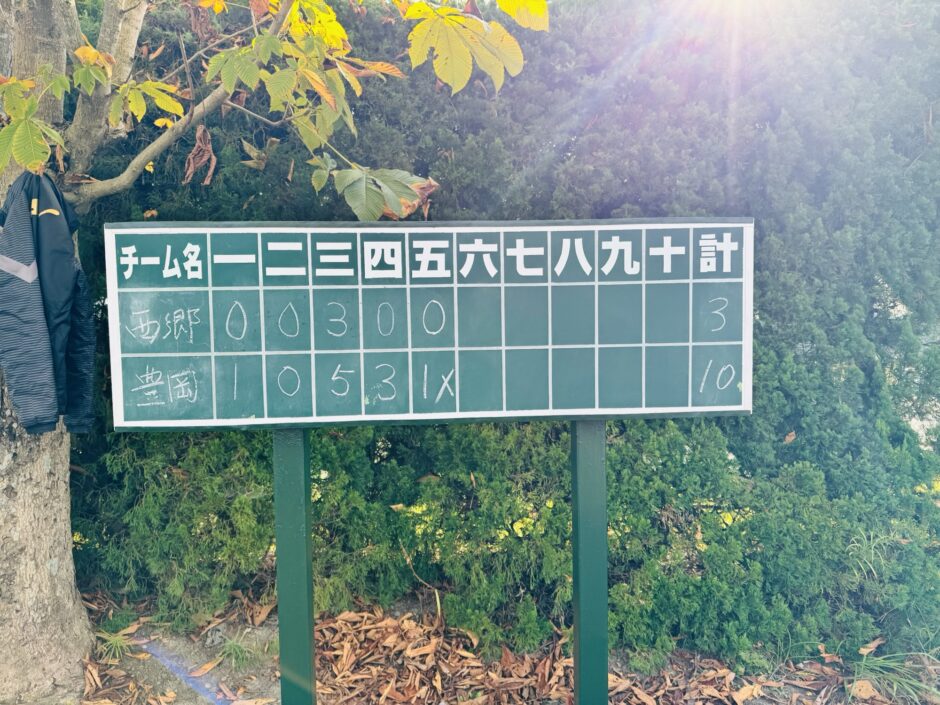 チーム名 一 二 三 四 五 六 七 八 九 十 計
西郷 0 0 3 0 0 3
豊岡 1 0 5 3 1X 10